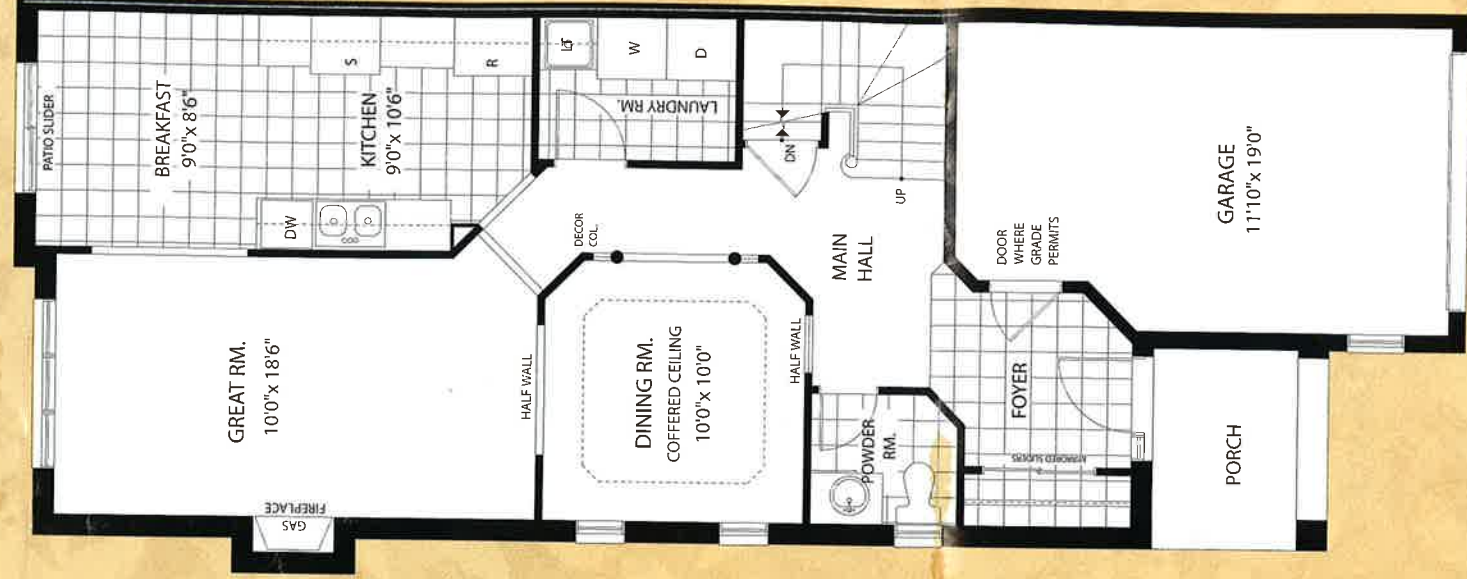 PATIO SLIDER
BREAKFAST
9'0"x 8'6"
KITCHEN
9'0"x 10'6"
S
R
DW
LT
W
D
LAUNDRY RM.
DN
UP
GREAT RM.
10'0"x 18'6"
GAS
FIREPLACE
HALF WALL
DECOR
COL.
DINING RM.
COFFERED CEILING
10'0"x 10'0"
HALF WALL
MAIN
HALL
POWDER
RM.
FOYER
MIRRORED SLIDERS
DOOR
WHERE
GRADE
PERMITS
GARAGE
11'10"x 19'0"
PORCH